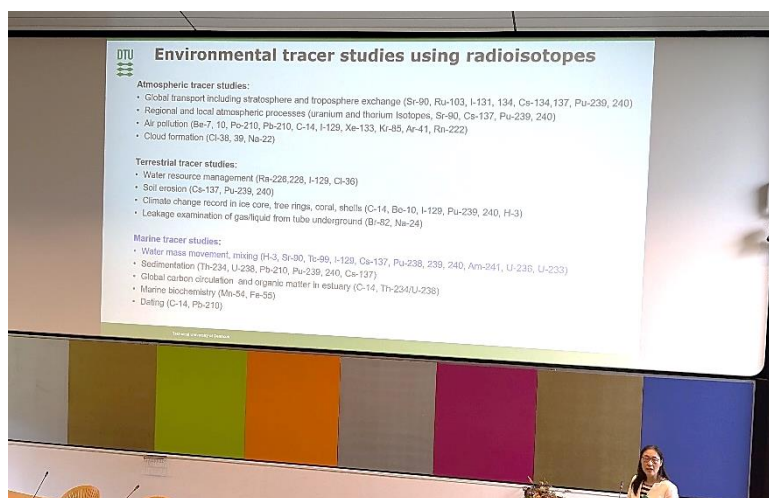 DTU
Environmental tracer studies using radioisotopes
Atmospheric tracer studies:
• Global transport including stratosphere and troposphere exchange (Sr-90, Ru-103, I-131, 134, Cs-134,137, Pu-239, 240)
• Regional and local atmospheric processes (uranium and thorium Isotopes, Sr-90, Cs-137, Pu-239, 240)
• Air pollution (Be-7, 10, Po-210, Pb-210, C-14, I-129, Xe-133, Kr-85, Ar-41, Rn-222)
• Cloud formation (Cl-38, 39, Na-22)
Terrestrial tracer studies:
• Water resource management (Ra-226,228, I-129, Cl-36)
• Soil erosion (Cs-137, Pu-239, 240)
• Climate change record in ice core, tree rings, coral, shells (C-14, Be-10, I-129, Pu-239, 240, H-3)
• Leakage examination of gas/liquid from tube underground (Br-82, Na-24)
Marine tracer studies:
• Water mass movement, mixing (H-3, Sr-90, Tc-99, I-129, Cs-137, Pu-238, 239, 240, Am-241, U-236, U-233)
• Sedimentation (Th-234, U-238, Pb-210, Pu-239, 240, Cs-137)
• Global carbon circulation and organic matter in estuary (C-14, Th-234/U-238)
• Marine biochemistry (Mn-54, Fe-55)
• Dating (C-14, Pb-210)
Technical University of Denmark